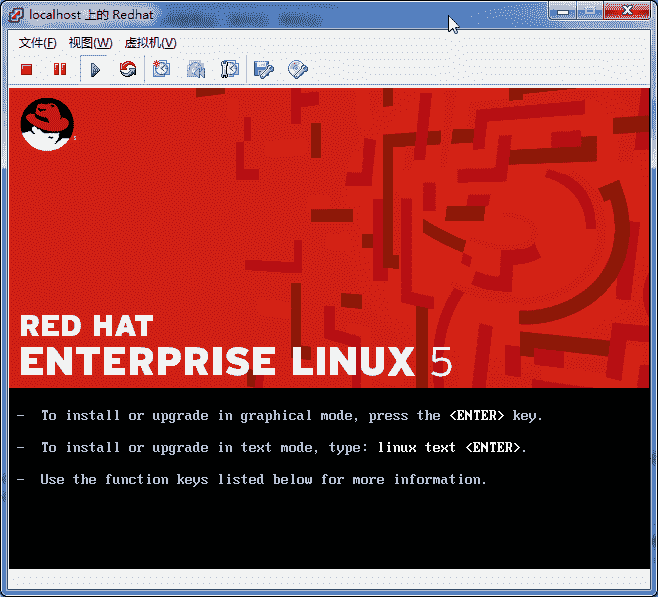 localhost 上的 Redhat
文件(F) 视图(W) 虚拟机(V)
RED HAT
ENTERPRISE LINUX 5
- To install or upgrade in graphical mode, press the <ENTER> key.
- To install or upgrade in text mode, type: linux text <ENTER>.
- Use the function keys listed below for more information.